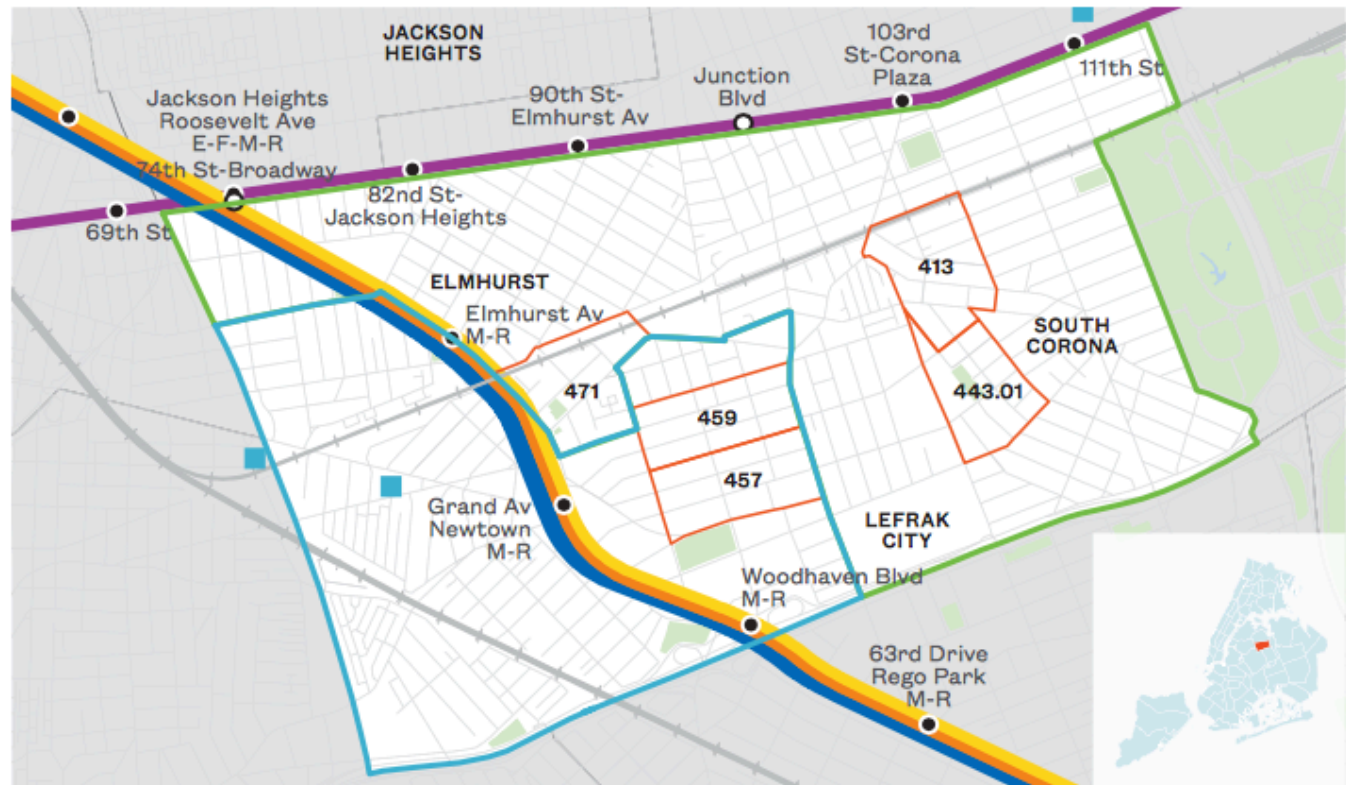 JACKSON
HEIGHTS
103rd
St-Corona
Plaza
111th St
Junction
Blvd
90th St-
Elmhurst Av
Jackson Heights
Roosevelt Ave
E-F-M-R
74th St-Broadway
82nd St-
Jackson Heights
69th St
ELMHURST
Elmhurst Av
M-R
413
SOUTH
CORONA
471
459
443.01
457
Grand Av
Newtown
M-R
LEFRAK
CITY
Woodhaven Blvd
M-R
63rd Drive
Rego Park
M-R